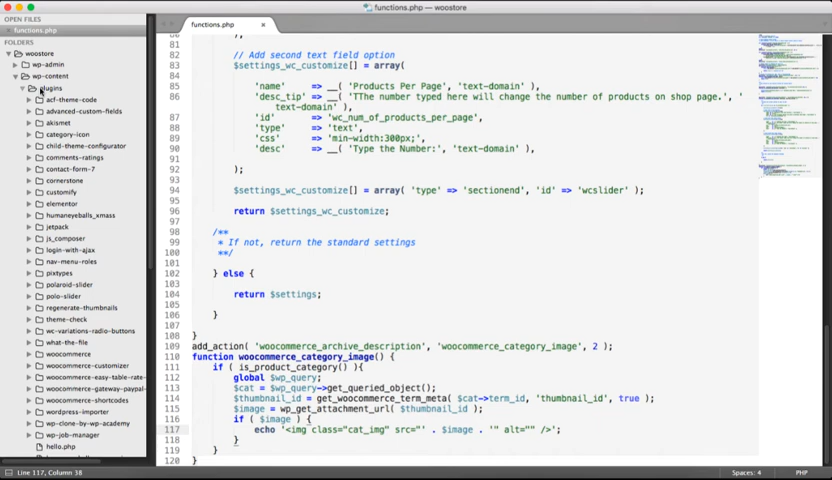 functions.php — woostore
OPEN FILES
functions.php
FOLDERS
woostore
wp-admin
wp-content
plugins
acf-theme-code
advanced-custom-fields
akismet
category-icon
child-theme-configurator
comments-ratings
contact-form-7
cornerstone
customify
elementor
humaneyeballs_xmass
jetpack
js_composer
login-with-ajax
nav-menu-roles
pixtypes
polaroid-slider
polo-slider
regenerate-thumbnails
theme-check
wc-variations-radio-buttons
what-the-file
woocommerce
woocommerce-customizer
woocommerce-easy-table-rate-
woocommerce-gateway-paypal-
woocommerce-shortcodes
wordpress-importer
wp-clone-by-wp-academy
wp-job-manager
hello.php
functions.php ×
81
82 // Add second text field option
83 $settings_wc_customize[] = array(
84
85 'name' => __( 'Products Per Page', 'text-domain' ),
86 'desc_tip' => __( 'TThe number typed here will change the number of products on shop page.', '
text-domain' ),
87 'id' => 'wc_num_of_products_per_page',
88 'type' => 'text',
89 'css' => 'min-width:300px;',
90 'desc' => __( 'Type the Number:', 'text-domain' ),
91
92 );
93
94 $settings_wc_customize[] = array( 'type' => 'sectionend', 'id' => 'wcslider' );
95
96 return $settings_wc_customize;
97
98 /**
99 * If not, return the standard settings
100 **/
101
102 } else {
103
104 return $settings;
105
106 }
107
108 }
109 add_action( 'woocommerce_archive_description', 'woocommerce_category_image', 2 );
110 function woocommerce_category_image() {
111 if ( is_product_category() ){
112 global $wp_query;
113 $cat = $wp_query->get_queried_object();
114 $thumbnail_id = get_woocommerce_term_meta( $cat->term_id, 'thumbnail_id', true );
115 $image = wp_get_attachment_url( $thumbnail_id );
116 if ( $image ) {
117 echo '<img class="cat_img" src="' . $image . '" alt="" />';
118 }
119 }
120 }
Line 117, Column 38
Spaces: 4
PHP